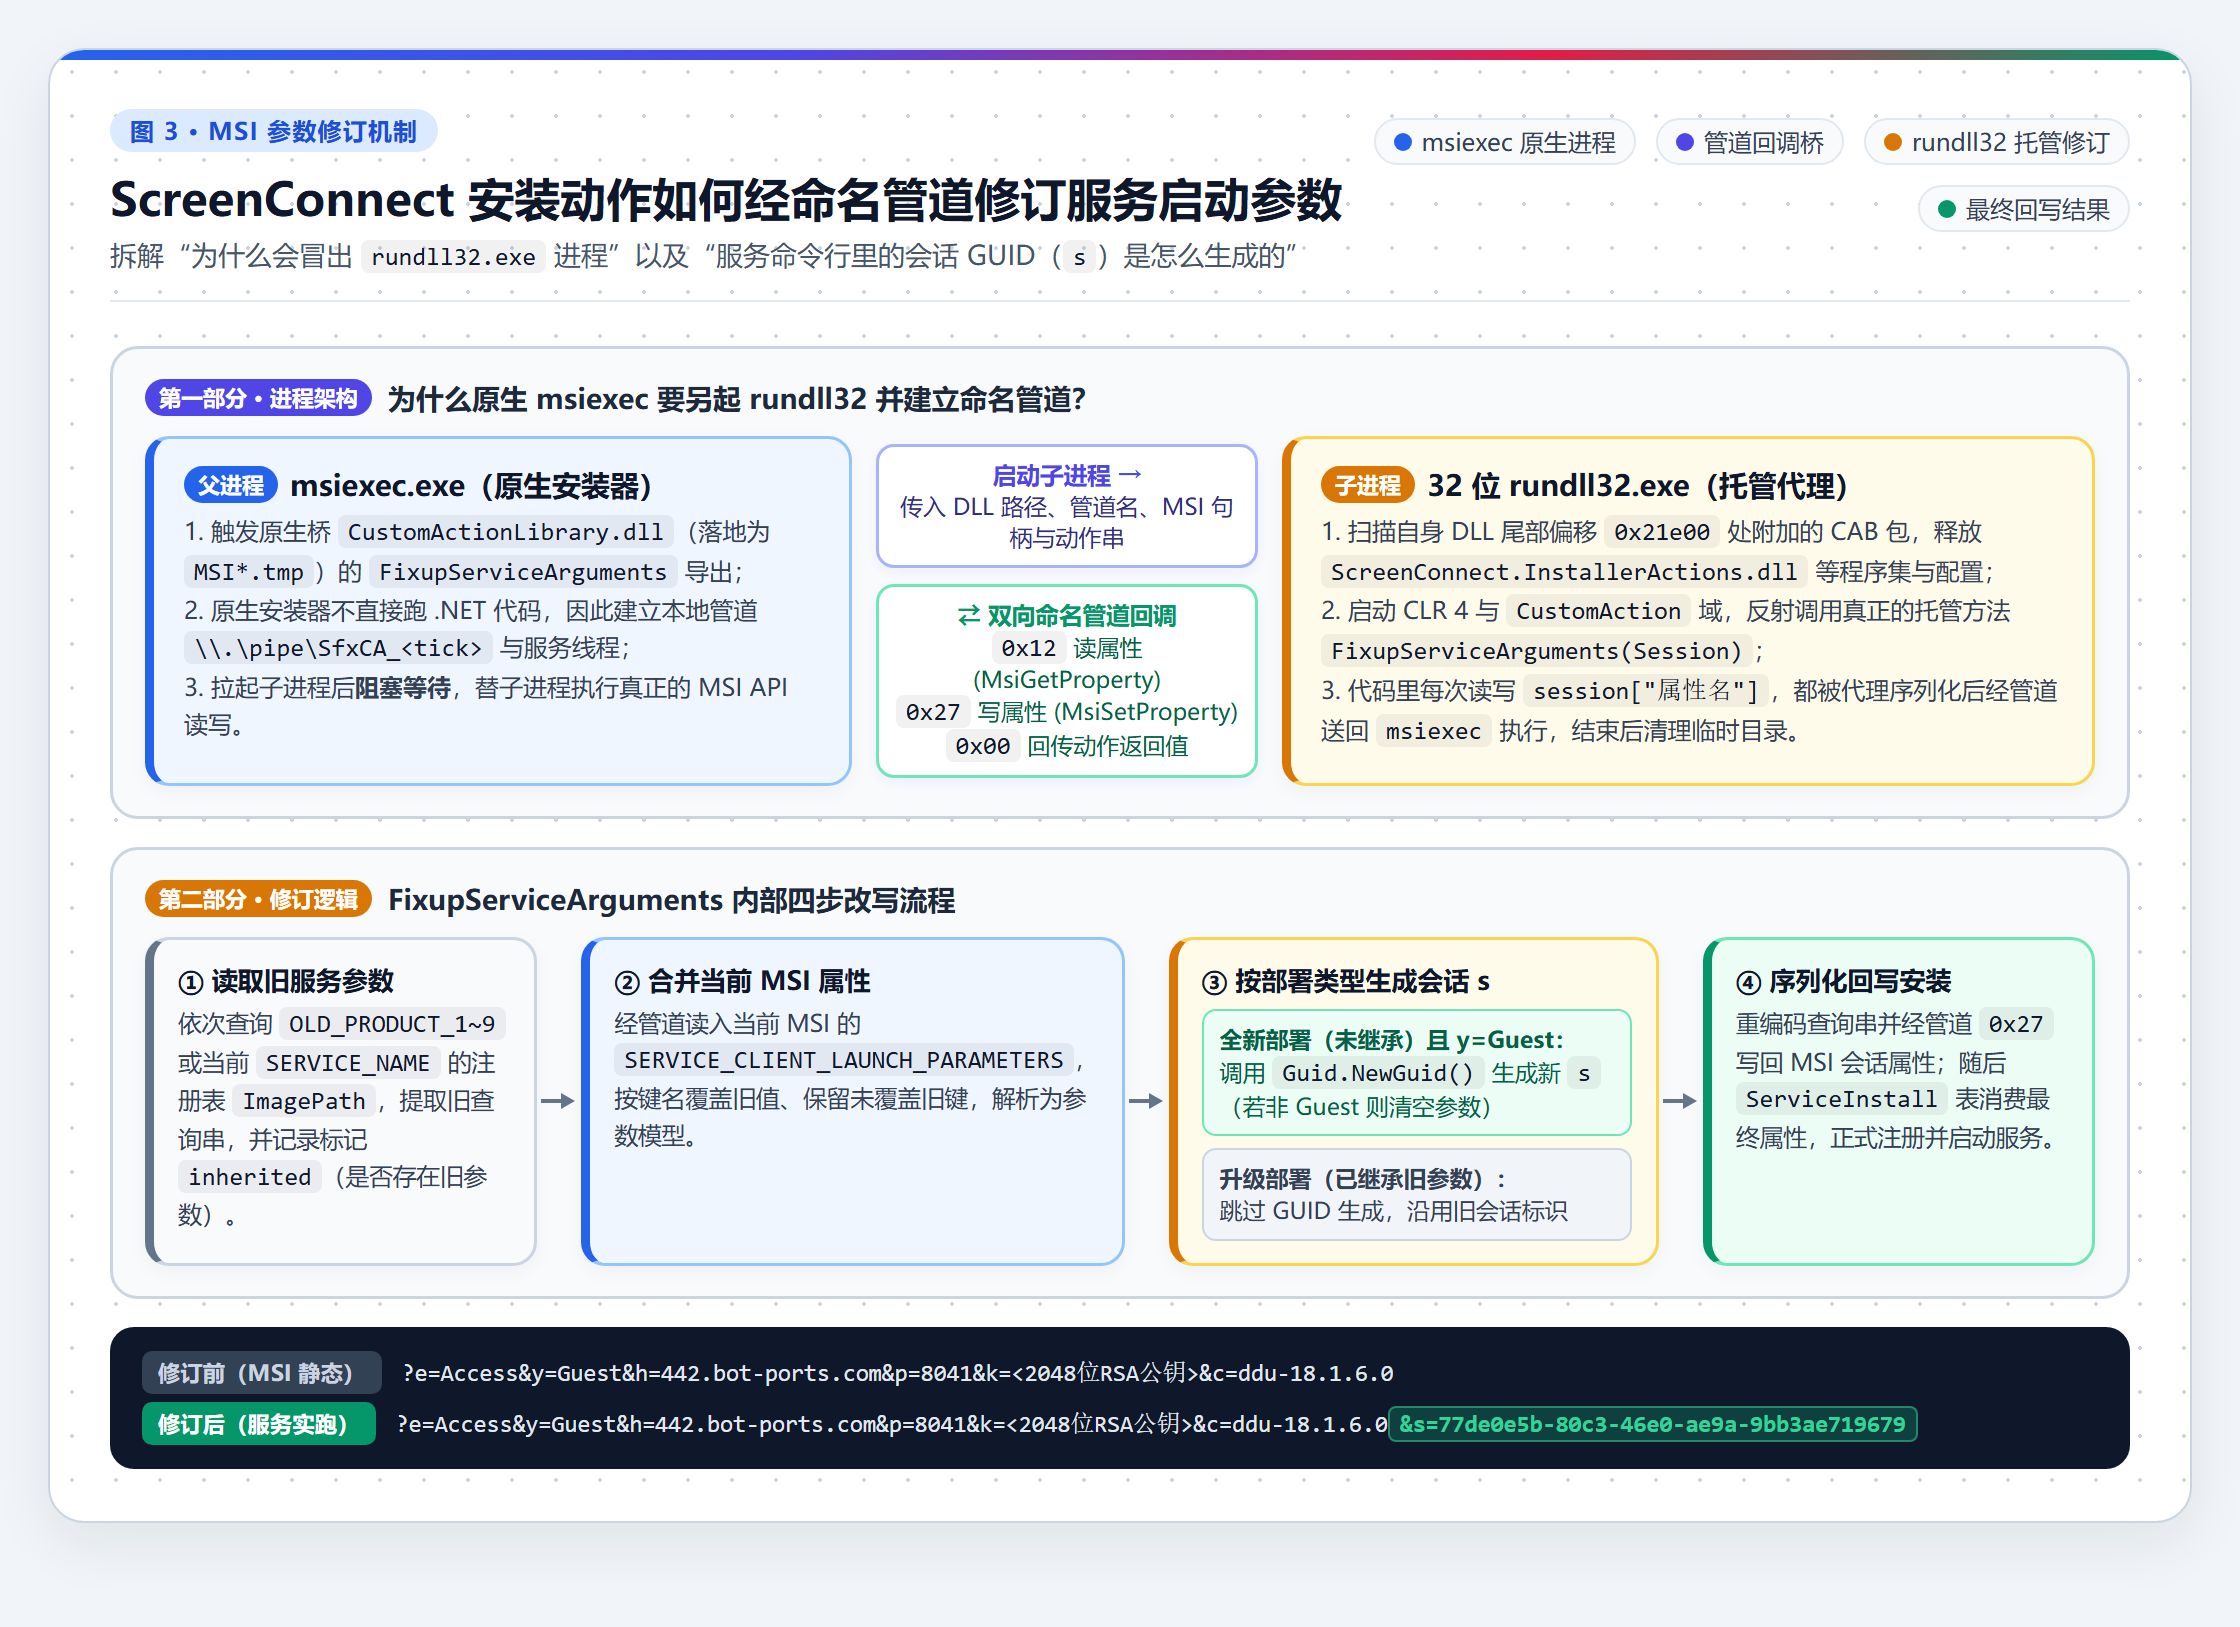 图 3 • MSI 参数修订机制
msiexec 原生进程
管道回调桥
rundll32 托管修订
最终回写结果
ScreenConnect 安装动作如何经命名管道修订服务启动参数
拆解“为什么会冒出 rundll32.exe 进程”以及“服务命令行里的会话 GUID（s）是怎么生成的”
第一部分 • 进程架构
为什么原生 msiexec 要另起 rundll32 并建立命名管道？
父进程 msiexec.exe（原生安装器）
1. 触发原生桥 CustomActionLibrary.dll（落地为
MSI*.tmp）的 FixupServiceArguments 导出；
2. 原生安装器不直接跑 .NET 代码，因此建立本地管道
\\.\pipe\SfxCA_<tick> 与服务线程；
3. 拉起子进程后阻塞等待，替子进程执行真正的 MSI API
读写。
启动子进程 →
传入 DLL 路径、管道名、MSI 句
柄与动作串
⇄ 双向命名管道回调
0x12 读属性
(MsiGetProperty)
0x27 写属性 (MsiSetProperty)
0x00 回传动作返回值
子进程 32 位 rundll32.exe（托管代理）
1. 扫描自身 DLL 尾部偏移 0x21e00 处附加的 CAB 包，释放
ScreenConnect.InstallerActions.dll 等程序集与配置；
2. 启动 CLR 4 与 CustomAction 域，反射调用真正的托管方法
FixupServiceArguments(Session)；
3. 代码里每次读写 session["属性名"]，都被代理序列化后经管道
送回 msiexec 执行，结束后清理临时目录。
第二部分 • 修订逻辑
FixupServiceArguments 内部四步改写流程
① 读取旧服务参数
依次查询 OLD_PRODUCT_1~9
或当前 SERVICE_NAME 的注
册表 ImagePath，提取旧查
询串，并记录标记
inherited（是否存在旧参
数）。
② 合并当前 MSI 属性
经管道读入当前 MSI 的
SERVICE_CLIENT_LAUNCH_PARAMETERS，
按键名覆盖旧值、保留未覆盖旧键，解析为参
数模型。
③ 按部署类型生成会话 s
全新部署（未继承）且 y=Guest：
调用 Guid.NewGuid() 生成新 s
（若非 Guest 则清空参数）
升级部署（已继承旧参数）：
跳过 GUID 生成，沿用旧会话标识
④ 序列化回写安装
重编码查询串并经管道 0x27
写回 MSI 会话属性；随后
ServiceInstall 表消费最
终属性，正式注册并启动服务。
修订前（MSI 静态） ?e=Access&y=Guest&h=442.bot-ports.com&p=8041&k=<2048位RSA公钥>&c=ddu-18.1.6.0
修订后（服务实跑） ?e=Access&y=Guest&h=442.bot-ports.com&p=8041&k=<2048位RSA公钥>&c=ddu-18.1.6.0&s=77de0e5b-80c3-46e0-ae9a-9bb3ae719679